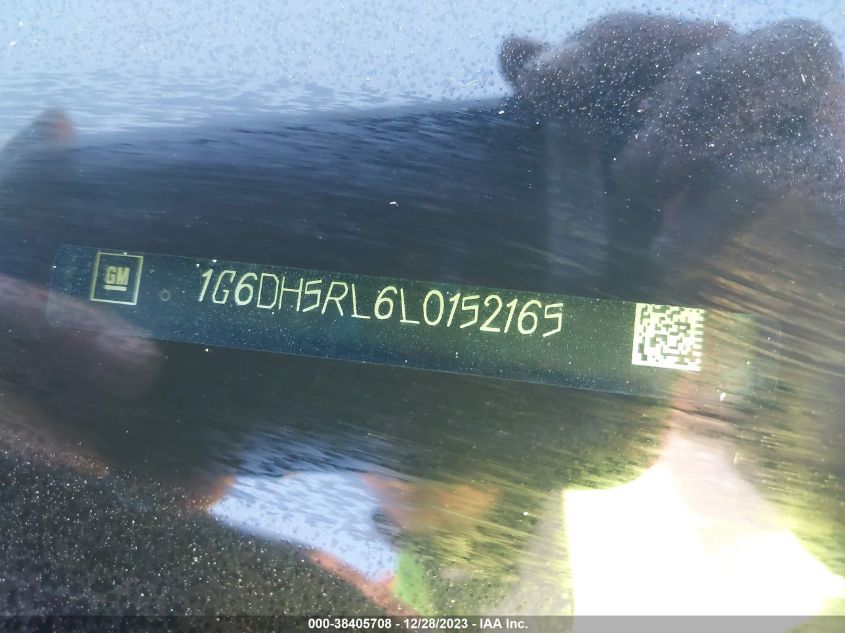 GM
1G6DH5RL6L0152165
000-38405708 - 12/28/2023 - IAA Inc.